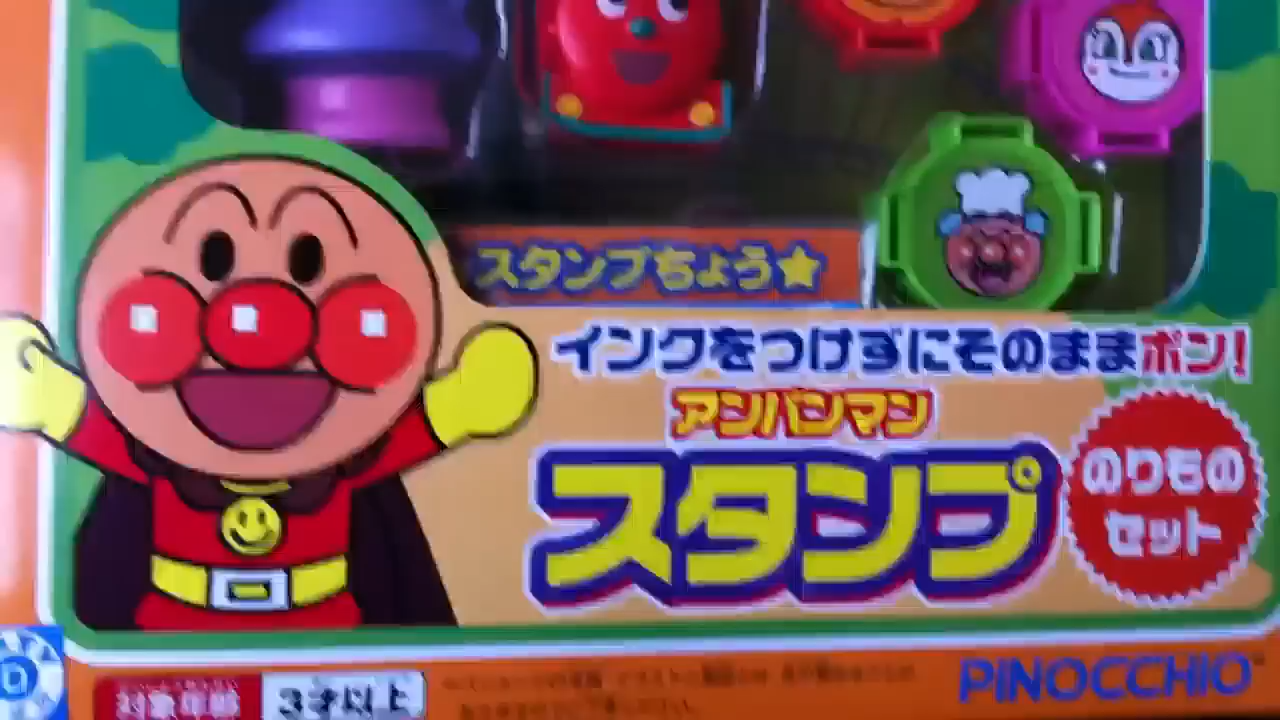 スタンプちょう★
インクをつけずにそのままポン!
アンパンマン
スタンプ
のりもの
セット
対象年齢 3才以上
PINOCCHIO